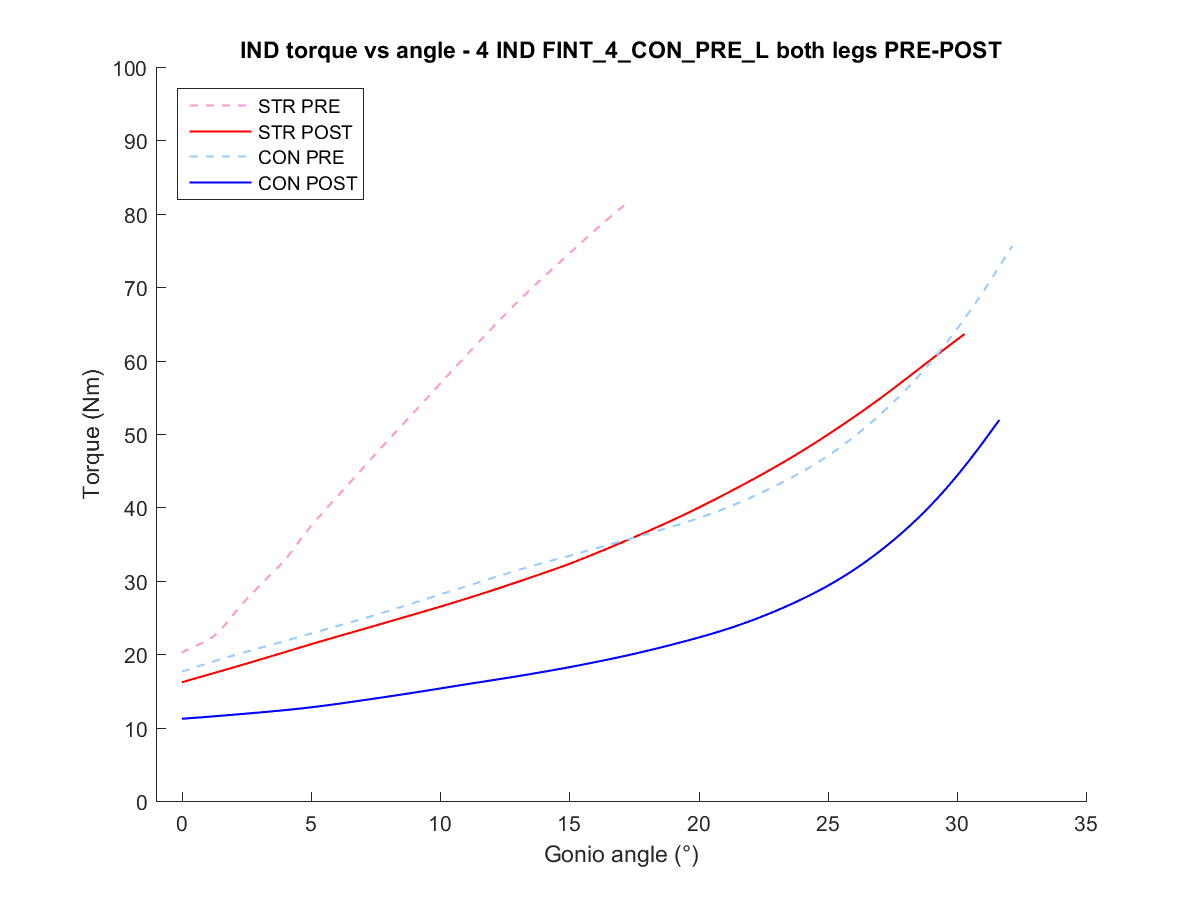 IND torque vs angle - 4 IND FINT_4_CON_PRE_L both legs PRE-POST
100
90
80
70
60
50
40
30
20
10
0
Torque (Nm)
STR PRE
STR POST
CON PRE
CON POST
0 5 10 15 20 25 30 35
Gonio angle (°)